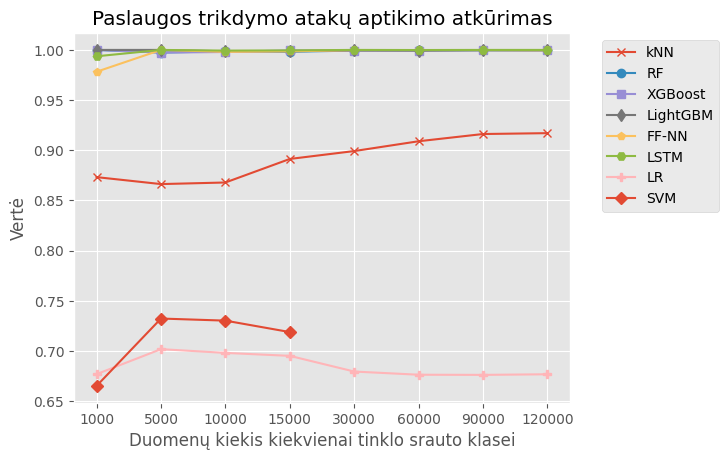 Paslaugos trikdymo atakų aptikimo atkūrimas
1.00
0.95
0.90
0.85
0.80
0.75
0.70
0.65
Vertė
1000
5000
10000
15000
30000
60000
90000
120000
Duomenų kiekis kiekvienai tinklo srauto klasei
kNN
RF
XGBoost
LightGBM
FF-NN
LSTM
LR
SVM